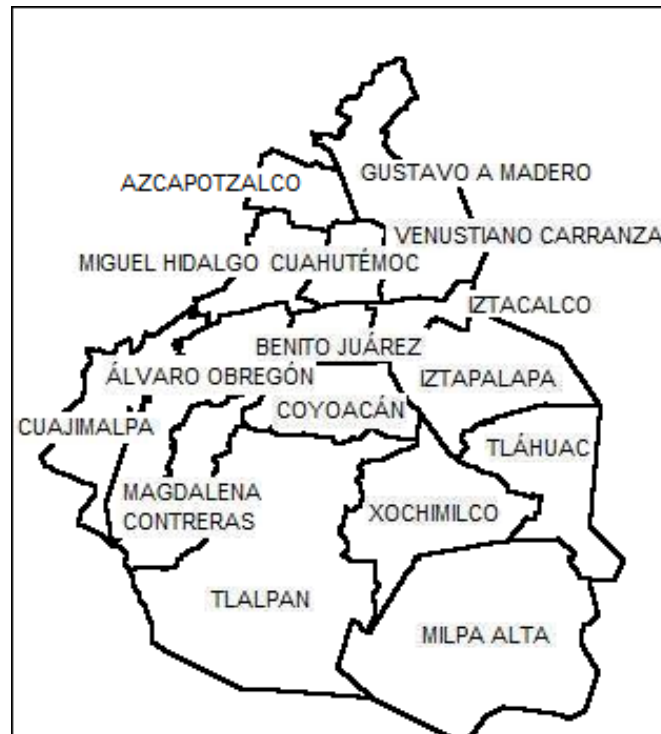 GUSTAVO A MADERO
AZCAPOTZALCO
VENUSTIANO CARRANZA
MIGUEL HIDALGO
CUAHUTÉMOC
IZTACALCO
BENITO JUÁREZ
ÁLVARO OBREGÓN
IZTAPALAPA
COYOACÁN
CUAJIMALPA
TLÁHUAC
MAGDALENA
CONTRERAS
XOCHIMILCO
TLALPAN
MILPA ALTA